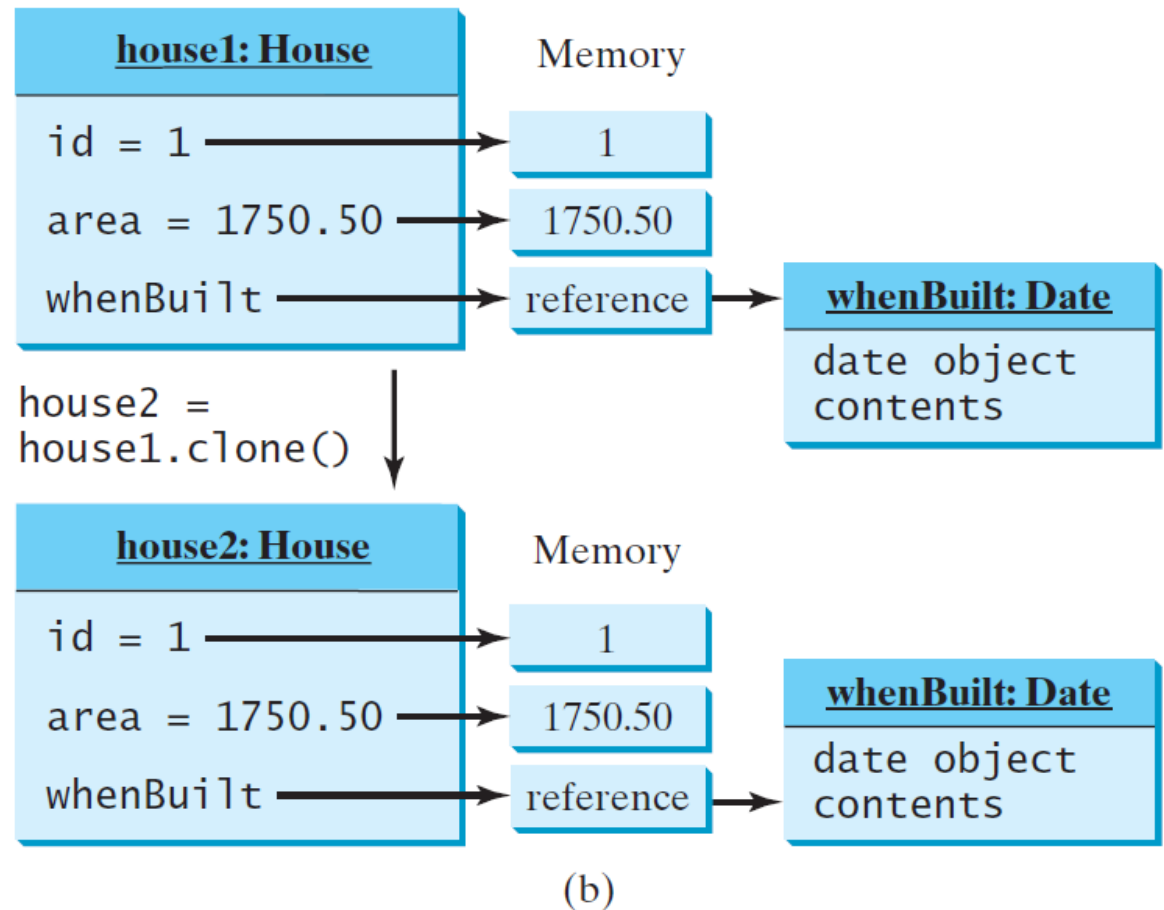 house1: House
Memory
id = 1
1
area = 1750.50
1750.50
whenBuilt
reference
whenBuilt: Date
date object
contents
house2 =
house1.clone()
house2: House
Memory
id = 1
1
area = 1750.50
1750.50
whenBuilt
reference
whenBuilt: Date
date object
contents
(b)